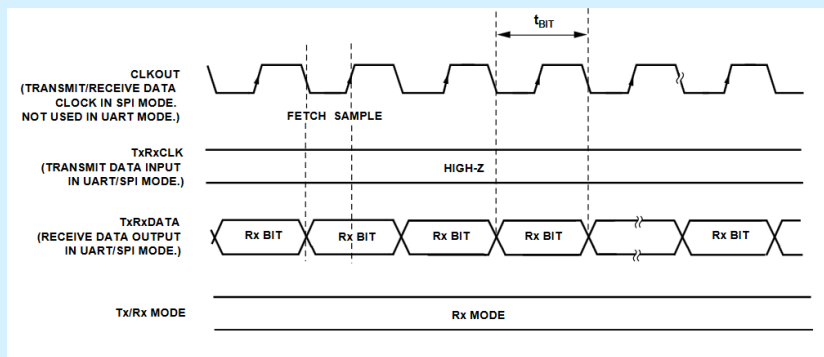 tBIT
CLKOUT
(TRANSMIT/RECEIVE DATA
CLOCK IN SPI MODE.
NOT USED IN UART MODE.)
FETCH SAMPLE
TxRxCLK
(TRANSMIT DATA INPUT
IN UART/SPI MODE.)
HIGH-Z
TxRxDATA
(RECEIVE DATA OUTPUT
IN UART/SPI MODE.)
Rx BIT Rx BIT Rx BIT Rx BIT Rx BIT
Tx/Rx MODE
Rx MODE